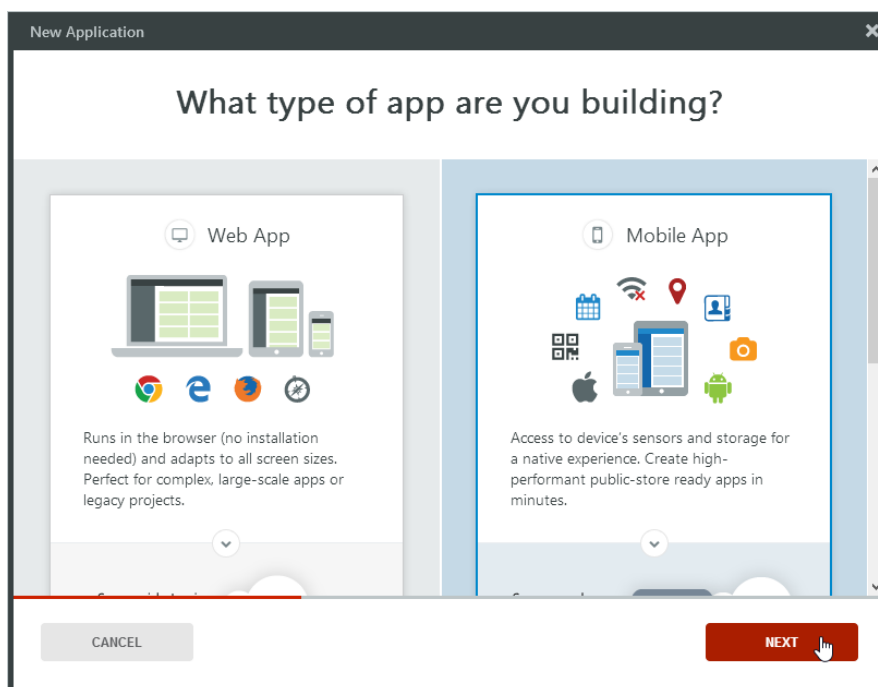 New Application
What type of app are you building?
Web App
Runs in the browser (no installation
needed) and adapts to all screen sizes.
Perfect for complex, large-scale apps or
legacy projects.
Mobile App
Access to device's sensors and storage for
a native experience. Create high-
performant public-store ready apps in
minutes.
CANCEL
NEXT